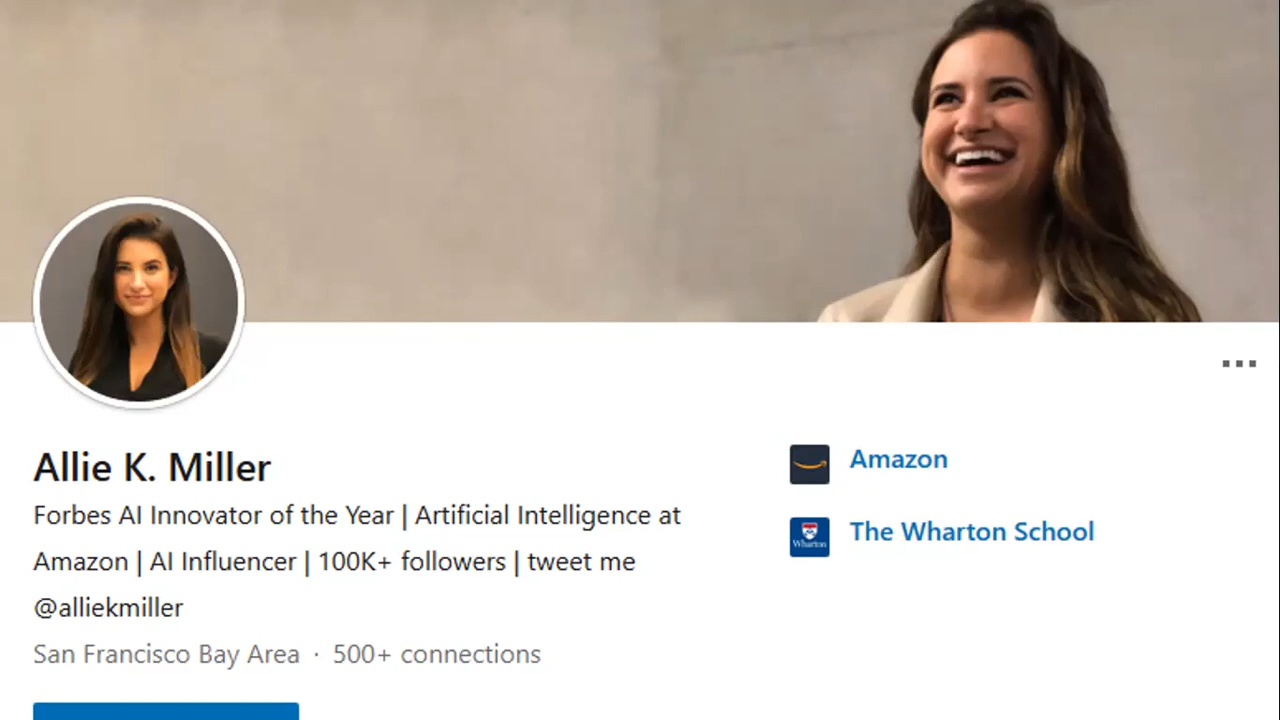 Allie K. Miller
Forbes AI Innovator of the Year | Artificial Intelligence at
Amazon | AI Influencer | 100K+ followers | tweet me
@alliekmiller
San Francisco Bay Area · 500+ connections
Amazon
Wharton
The Wharton School